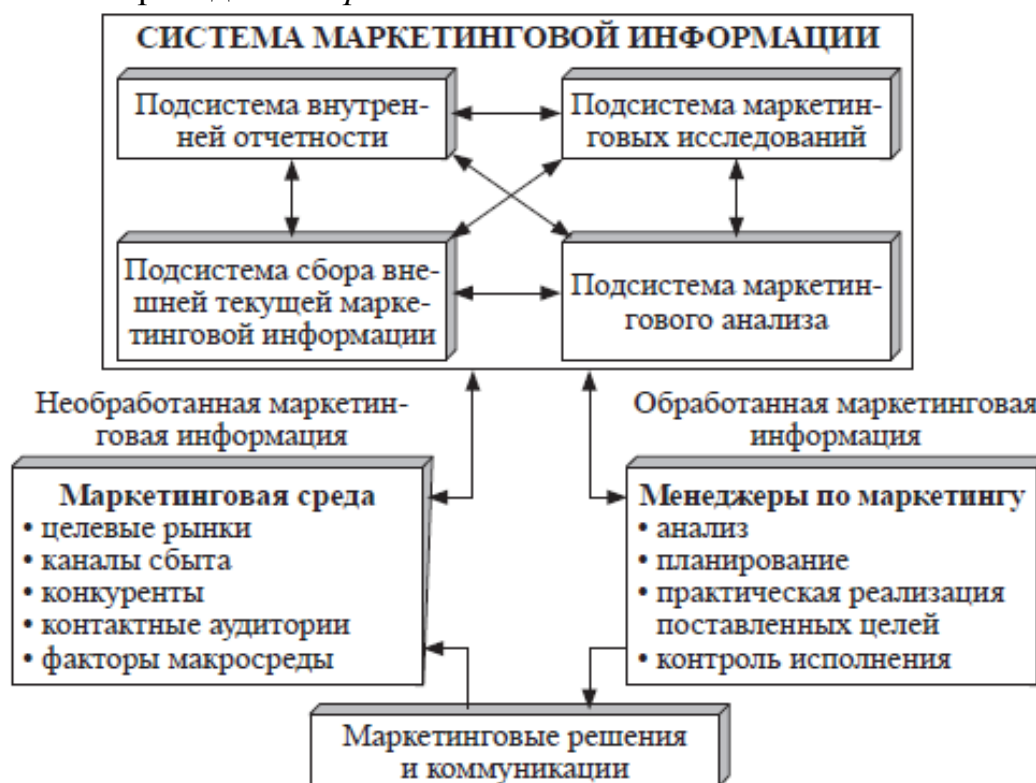 СИСТЕМА МАРКЕТИНГОВОЙ ИНФОРМАЦИИ
Подсистема внутрен-
ней отчетности
Подсистема маркетин-
говых исследований
Подсистема сбора вне-
шней текущей марке-
тинговой информации
Подсистема маркетин-
гового анализа
Необработанная маркетин-
говая информация
Обработанная маркетинговая
информация
Маркетинговая среда
• целевые рынки
• каналы сбыта
• конкуренты
• контактные аудитории
• факторы макросреды
Менеджеры по маркетингу
• анализ
• планирование
• практическая реализация
поставленных целей
• контроль исполнения
Маркетинговые решения
и коммуникации